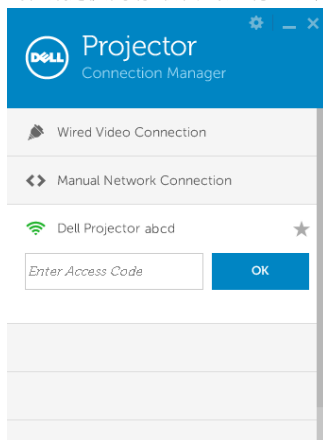 DELL
Projector
Connection Manager
Wired Video Connection
Manual Network Connection
Dell Projector abcd
Enter Access Code
OK